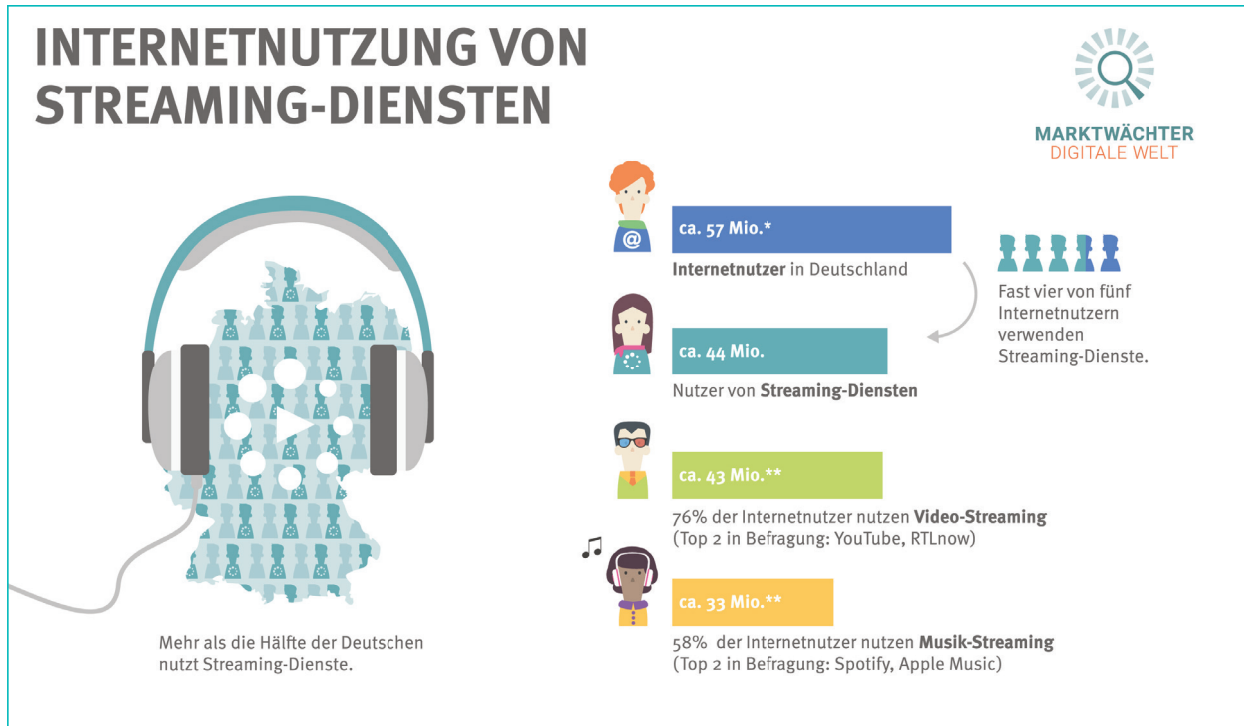 INTERNETNUTZUNG VON
STREAMING-DIENSTEN
MARKTWÄCHTER
DIGITALE WELT
ca. 57 Mio.*
@
Internetnutzer in Deutschland
Fast vier von fünf
Internetnutzern
verwenden
Streaming-Dienste.
ca. 44 Mio.
Nutzer von Streaming-Diensten
ca. 43 Mio.**
76% der Internetnutzer nutzen Video-Streaming
(Top 2 in Befragung: YouTube, RTLnow)
ca. 33 Mio.**
58% der Internetnutzer nutzen Musik-Streaming
(Top 2 in Befragung: Spotify, Apple Music)
Mehr als die Hälfte der Deutschen
nutzt Streaming-Dienste.